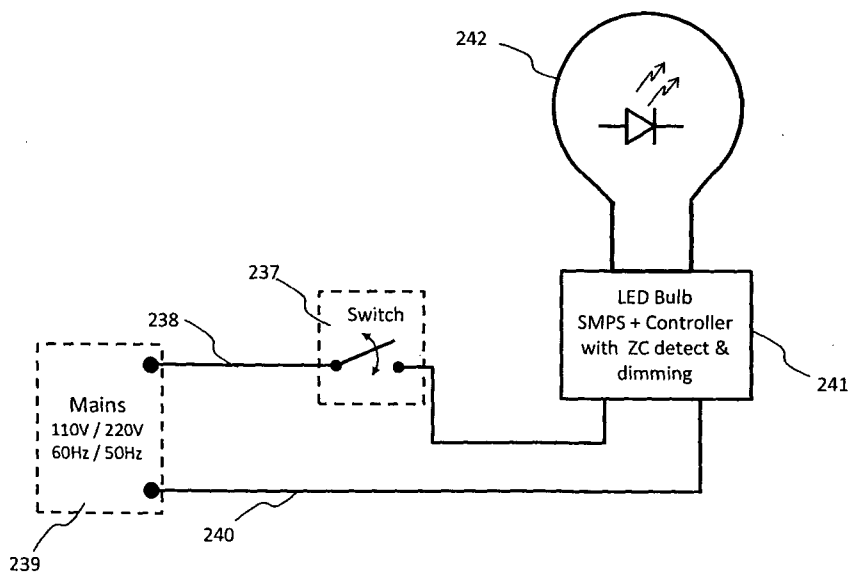 242
237
Switch
238
LED Bulb
SMPS + Controller
with ZC detect &
dimming
241
Mains
110V / 220V
60Hz / 50Hz
240
239